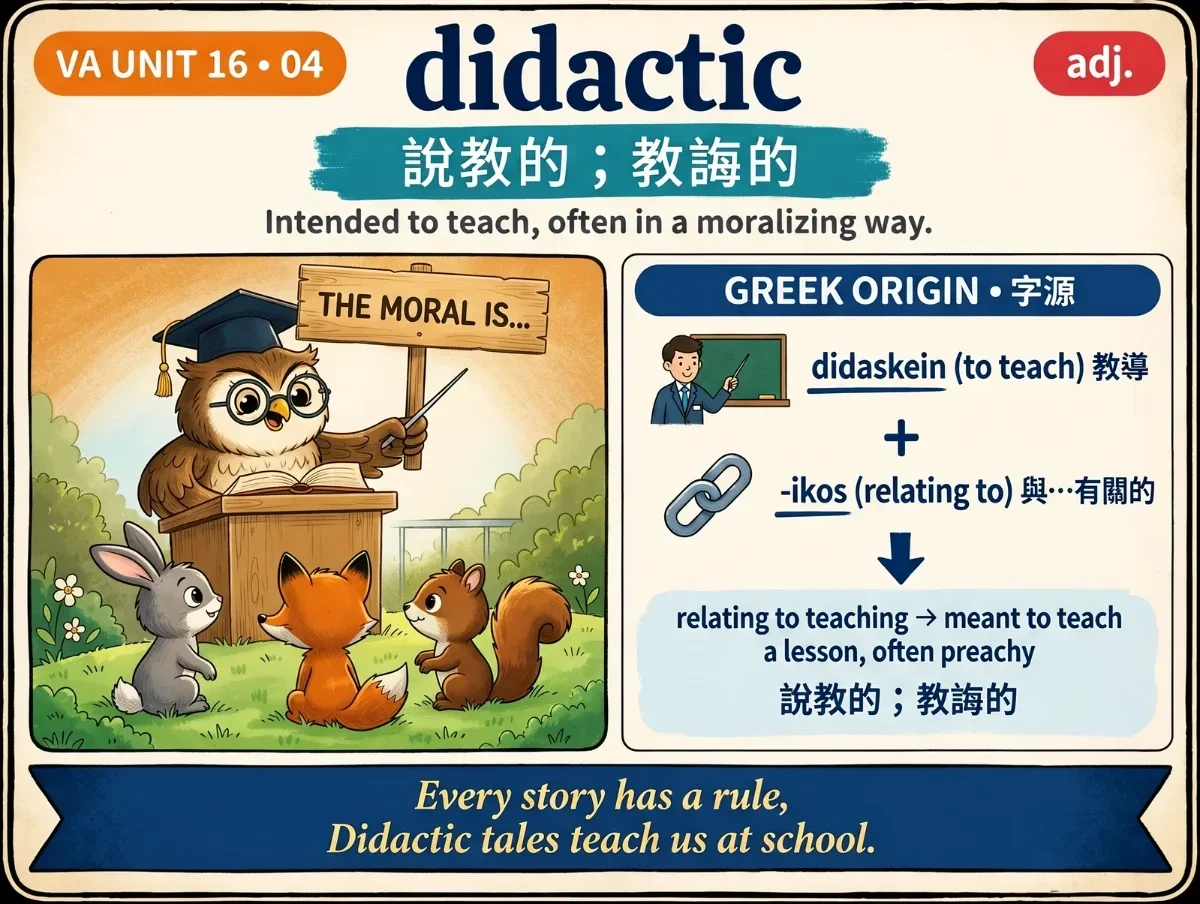 VA UNIT 16 • 04
didactic
adj.
說教的；教誨的
Intended to teach, often in a moralizing way.
THE MORAL IS...
GREEK ORIGIN • 字源
didaskein (to teach) 教導
+
-ikos (relating to) 與…有關的
relating to teaching → meant to teach
a lesson, often preachy
說教的；教誨的
Every story has a rule,
Didactic tales teach us at school.